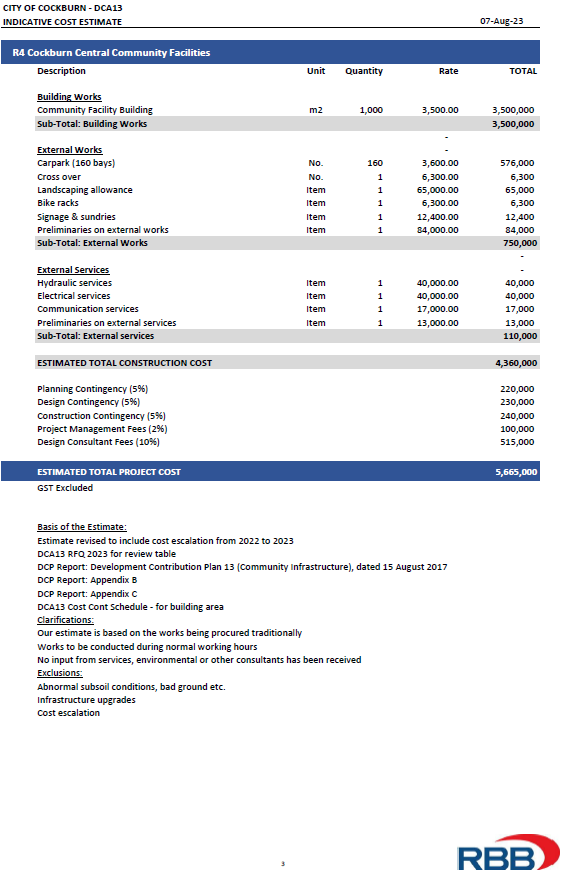 CITY OF COCKBURN - DCA13
INDICATIVE COST ESTIMATE 07-Aug-23
R4 Cockburn Central Community Facilities
Description Unit Quantity Rate TOTAL
Building Works
Community Facility Building m2 1,000 3,500.00 3,500,000
Sub-Total: Building Works 3,500,000
-
External Works -
Carpark (160 bays) No. 160 3,600.00 576,000
Cross over No. 1 6,300.00 6,300
Landscaping allowance Item 1 65,000.00 65,000
Bike racks Item 1 6,300.00 6,300
Signage & sundries Item 1 12,400.00 12,400
Preliminaries on external works Item 1 84,000.00 84,000
Sub-Total: External Works 750,000
-
External Services -
Hydraulic services Item 1 40,000.00 40,000
Electrical services Item 1 40,000.00 40,000
Communication services Item 1 17,000.00 17,000
Preliminaries on external services Item 1 13,000.00 13,000
Sub-Total: External services 110,000
ESTIMATED TOTAL CONSTRUCTION COST 4,360,000
Planning Contingency (5%) 220,000
Design Contingency (5%) 230,000
Construction Contingency (5%) 240,000
Project Management Fees (2%) 100,000
Design Consultant Fees (10%) 515,000
ESTIMATED TOTAL PROJECT COST 5,665,000
GST Excluded
Basis of the Estimate:
Estimate revised to include cost escalation from 2022 to 2023
DCA13 RFQ 2023 for review table
DCP Report: Development Contribution Plan 13 (Community Infrastructure), dated 15 August 2017
DCP Report: Appendix B
DCP Report: Appendix C
DCA13 Cost Cont Schedule - for building area
Clarifications:
Our estimate is based on the works being procured traditionally
Works to be conducted during normal working hours
No input from services, environmental or other consultants has been received
Exclusions:
Abnormal subsoil conditions, bad ground etc.
Infrastructure upgrades
Cost escalation
3
RBB